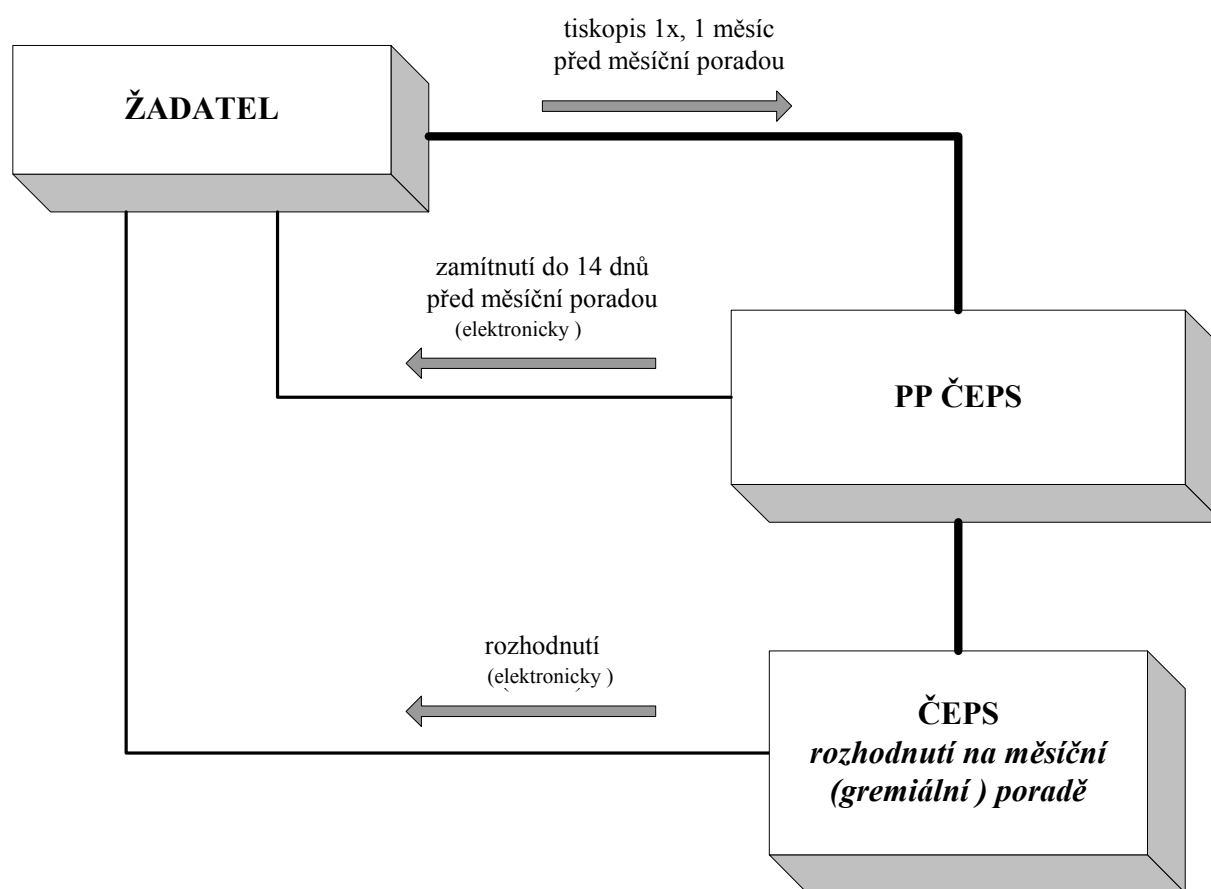 tiskopis 1x, 1 měsíc
před měsíční poradou
ŽADATEL
zamítnutí do 14 dnů
před měsíční poradou
(elektronicky )
PP ČEPS
rozhodnutí
(elektronicky )
ČEPS
rozhodnutí na měsíční
(gremiální ) poradě